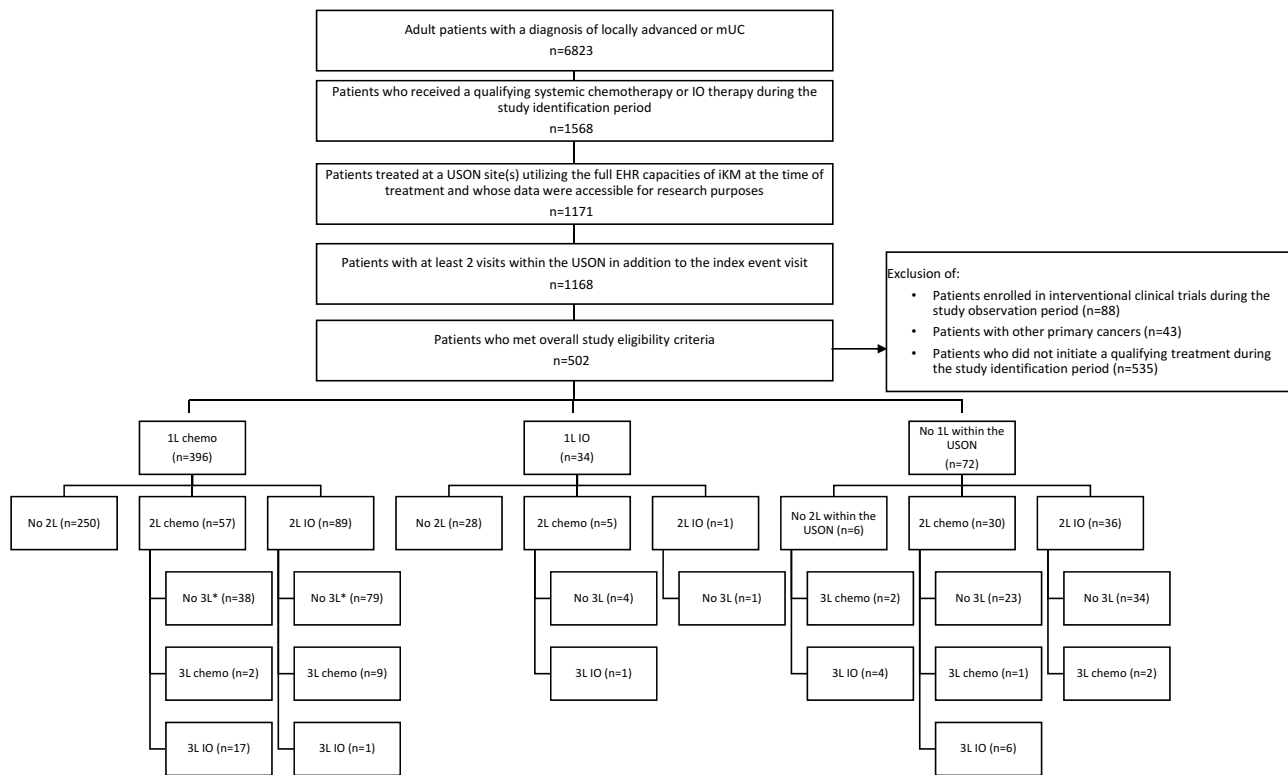 Adult patients with a diagnosis of locally advanced or mUC
n=6823
Patients who received a qualifying systemic chemotherapy or IO therapy during the
study identification period
n=1568
Patients treated at a USON site(s) utilizing the full EHR capacities of iKM at the time of
treatment and whose data were accessible for research purposes
n=1171
Patients with at least 2 visits within the USON in addition to the index event visit
n=1168
Patients who met overall study eligibility criteria
n=502
Exclusion of:
• Patients enrolled in interventional clinical trials during the
study observation period (n=88)
• Patients with other primary cancers (n=43)
• Patients who did not initiate a qualifying treatment during
the study identification period (n=535)
1L chemo
(n=396)
1L IO
(n=34)
No 1L within the
USON
(n=72)
No 2L (n=250)
2L chemo (n=57)
2L IO (n=89)
No 2L (n=28)
2L chemo (n=5)
2L IO (n=1)
No 2L within the
USON (n=6)
2L chemo (n=30)
2L IO (n=36)
No 3L* (n=38)
No 3L* (n=79)
No 3L (n=4)
No 3L (n=1)
3L chemo (n=2)
No 3L (n=23)
No 3L (n=34)
3L chemo (n=2)
3L chemo (n=9)
3L IO (n=1)
3L IO (n=4)
3L chemo (n=1)
3L chemo (n=2)
3L IO (n=17)
3L IO (n=1)
3L IO (n=6)